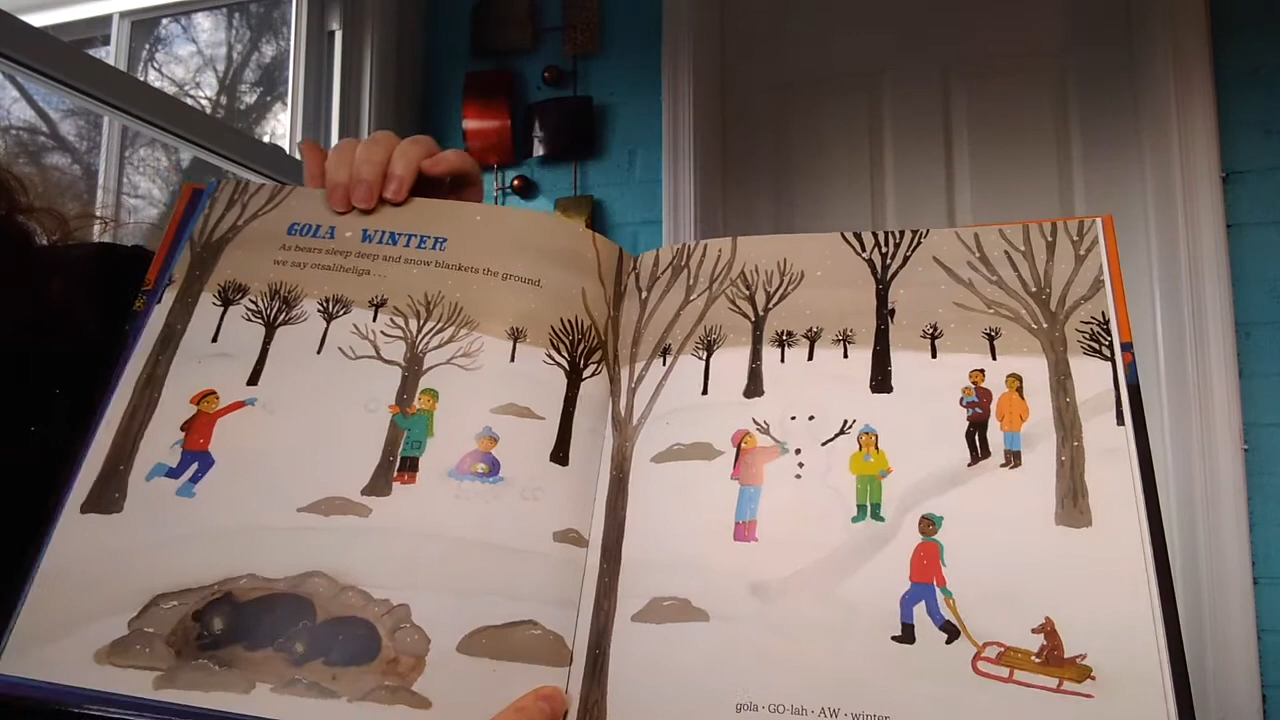 GOLA • WINTER
As bears sleep deep and snow blankets the ground,
we say otsaliheliga . . .
gola • GO-lah • AW • winter